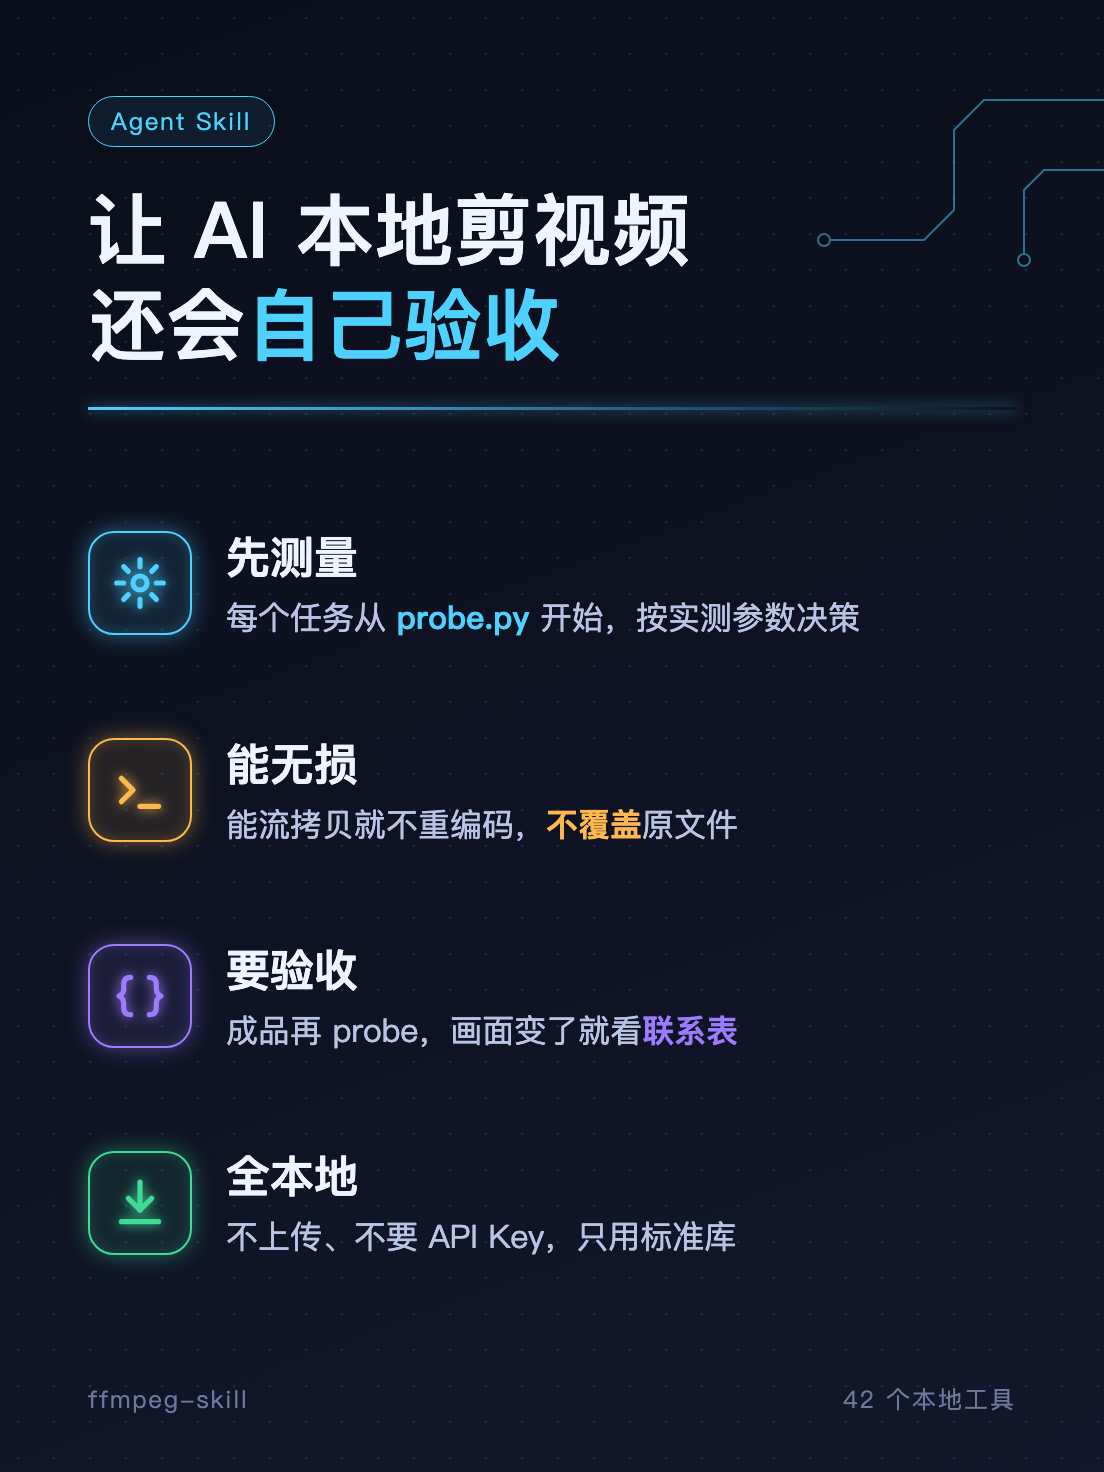 Agent Skill
让 AI 本地剪视频
还会自己验收
先测量
每个任务从 probe.py 开始，按实测参数决策
能无损
能流拷贝就不重编码，不覆盖原文件
要验收
成品再 probe，画面变了就看联系表
全本地
不上传、不要 API Key，只用标准库
ffmpeg-skill
42 个本地工具